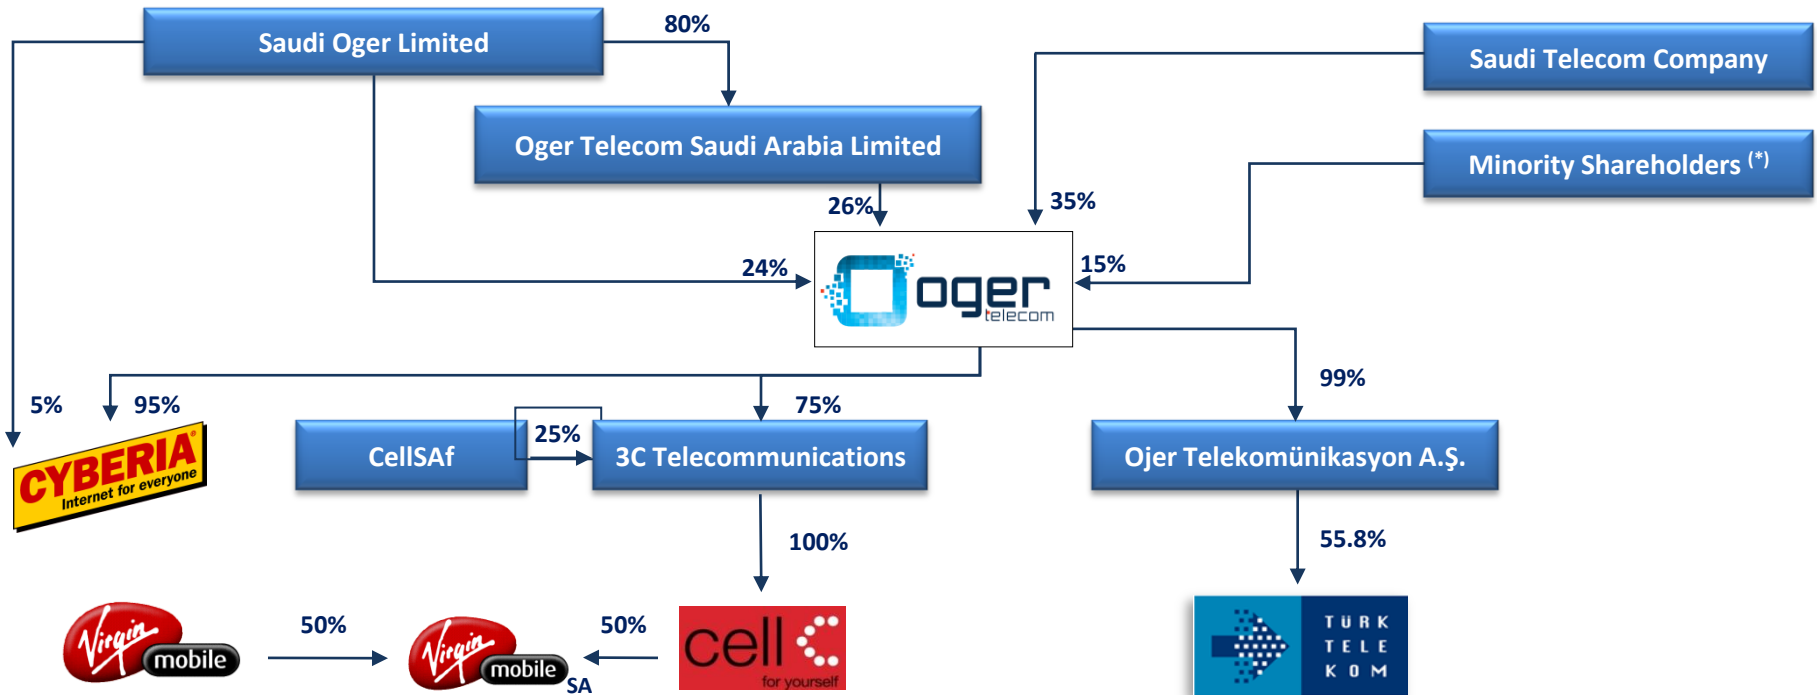 80%
Saudi Oger Limited
Saudi Telecom Company
Oger Telecom Saudi Arabia Limited
Minority Shareholders (*)
26%
35%
24%
15%
oger
telecom
5%
95%
75%
99%
CYBERIA®
Internet for everyone
CellSAf
25%
3C Telecommunications
Ojer Telekomünikasyon A.Ş.
100%
55.8%
Virgin
mobile
50%
Virgin
mobile
SA
50%
cell C
for yourself
TÜRK
TELE
KOM